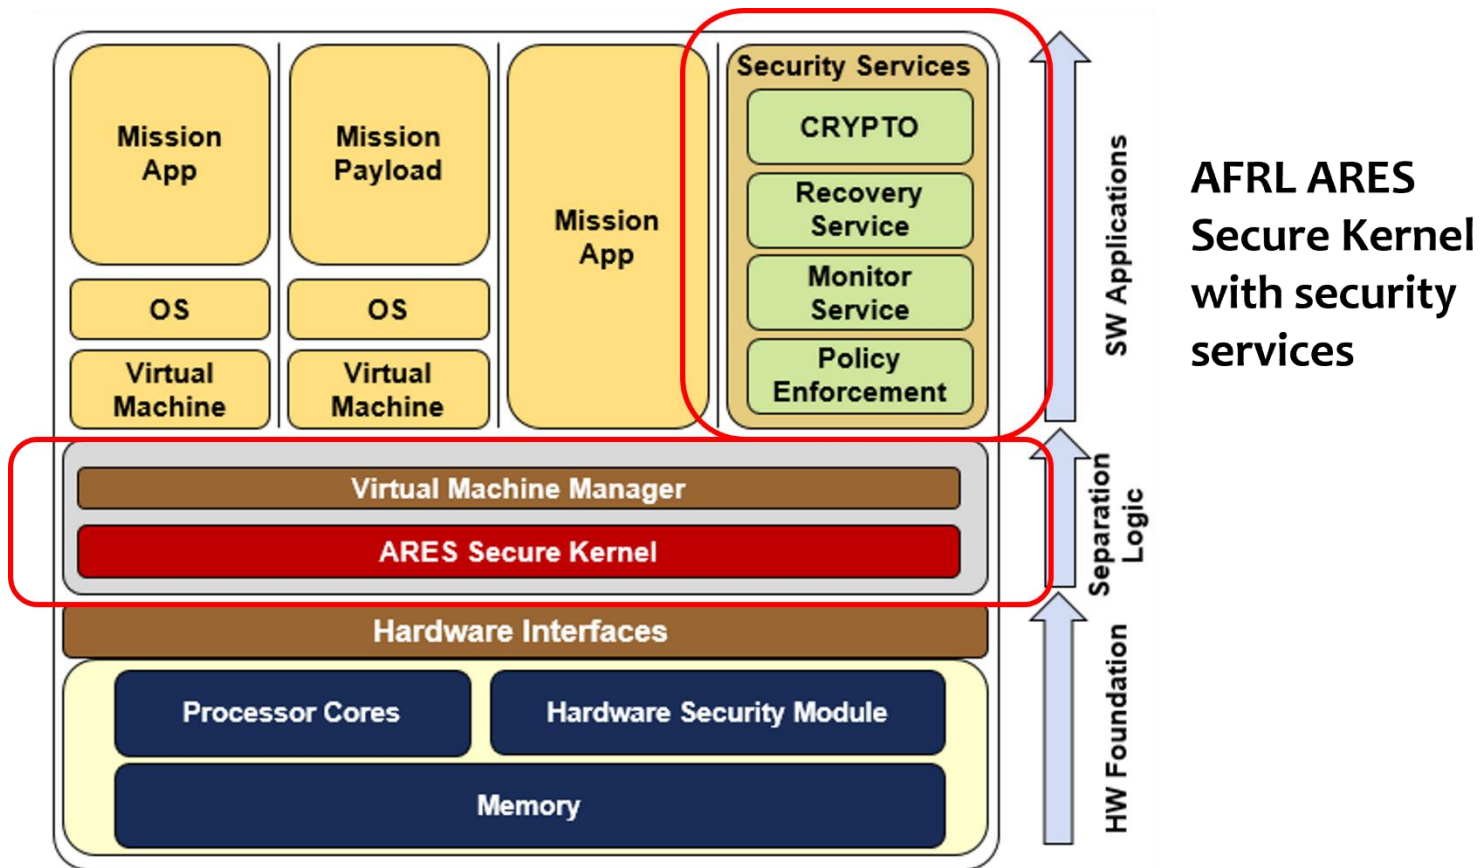 Mission
App
OS
Virtual
Machine
Mission
Payload
OS
Virtual
Machine
Mission
App
Security Services
CRYPTO
Recovery
Service
Monitor
Service
Policy
Enforcement
Virtual Machine Manager
ARES Secure Kernel
Hardware Interfaces
Processor Cores
Hardware Security Module
Memory
SW Applications
Separation
Logic
HW Foundation
AFRL ARES
Secure Kernel
with security
services